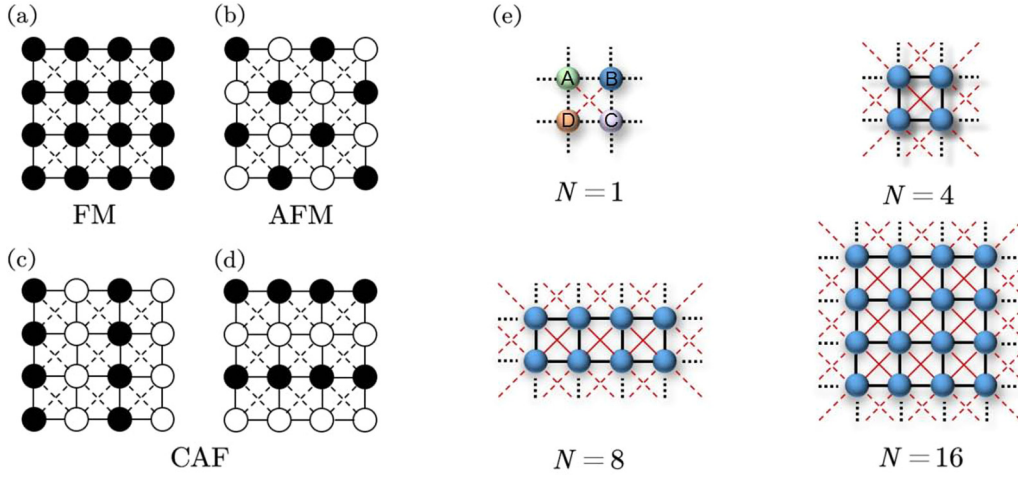 (a)
(b)
FM
AFM
(c)
(d)
CAF
(e)
A
B
D
C
N = 1
N = 4
N = 8
N = 16